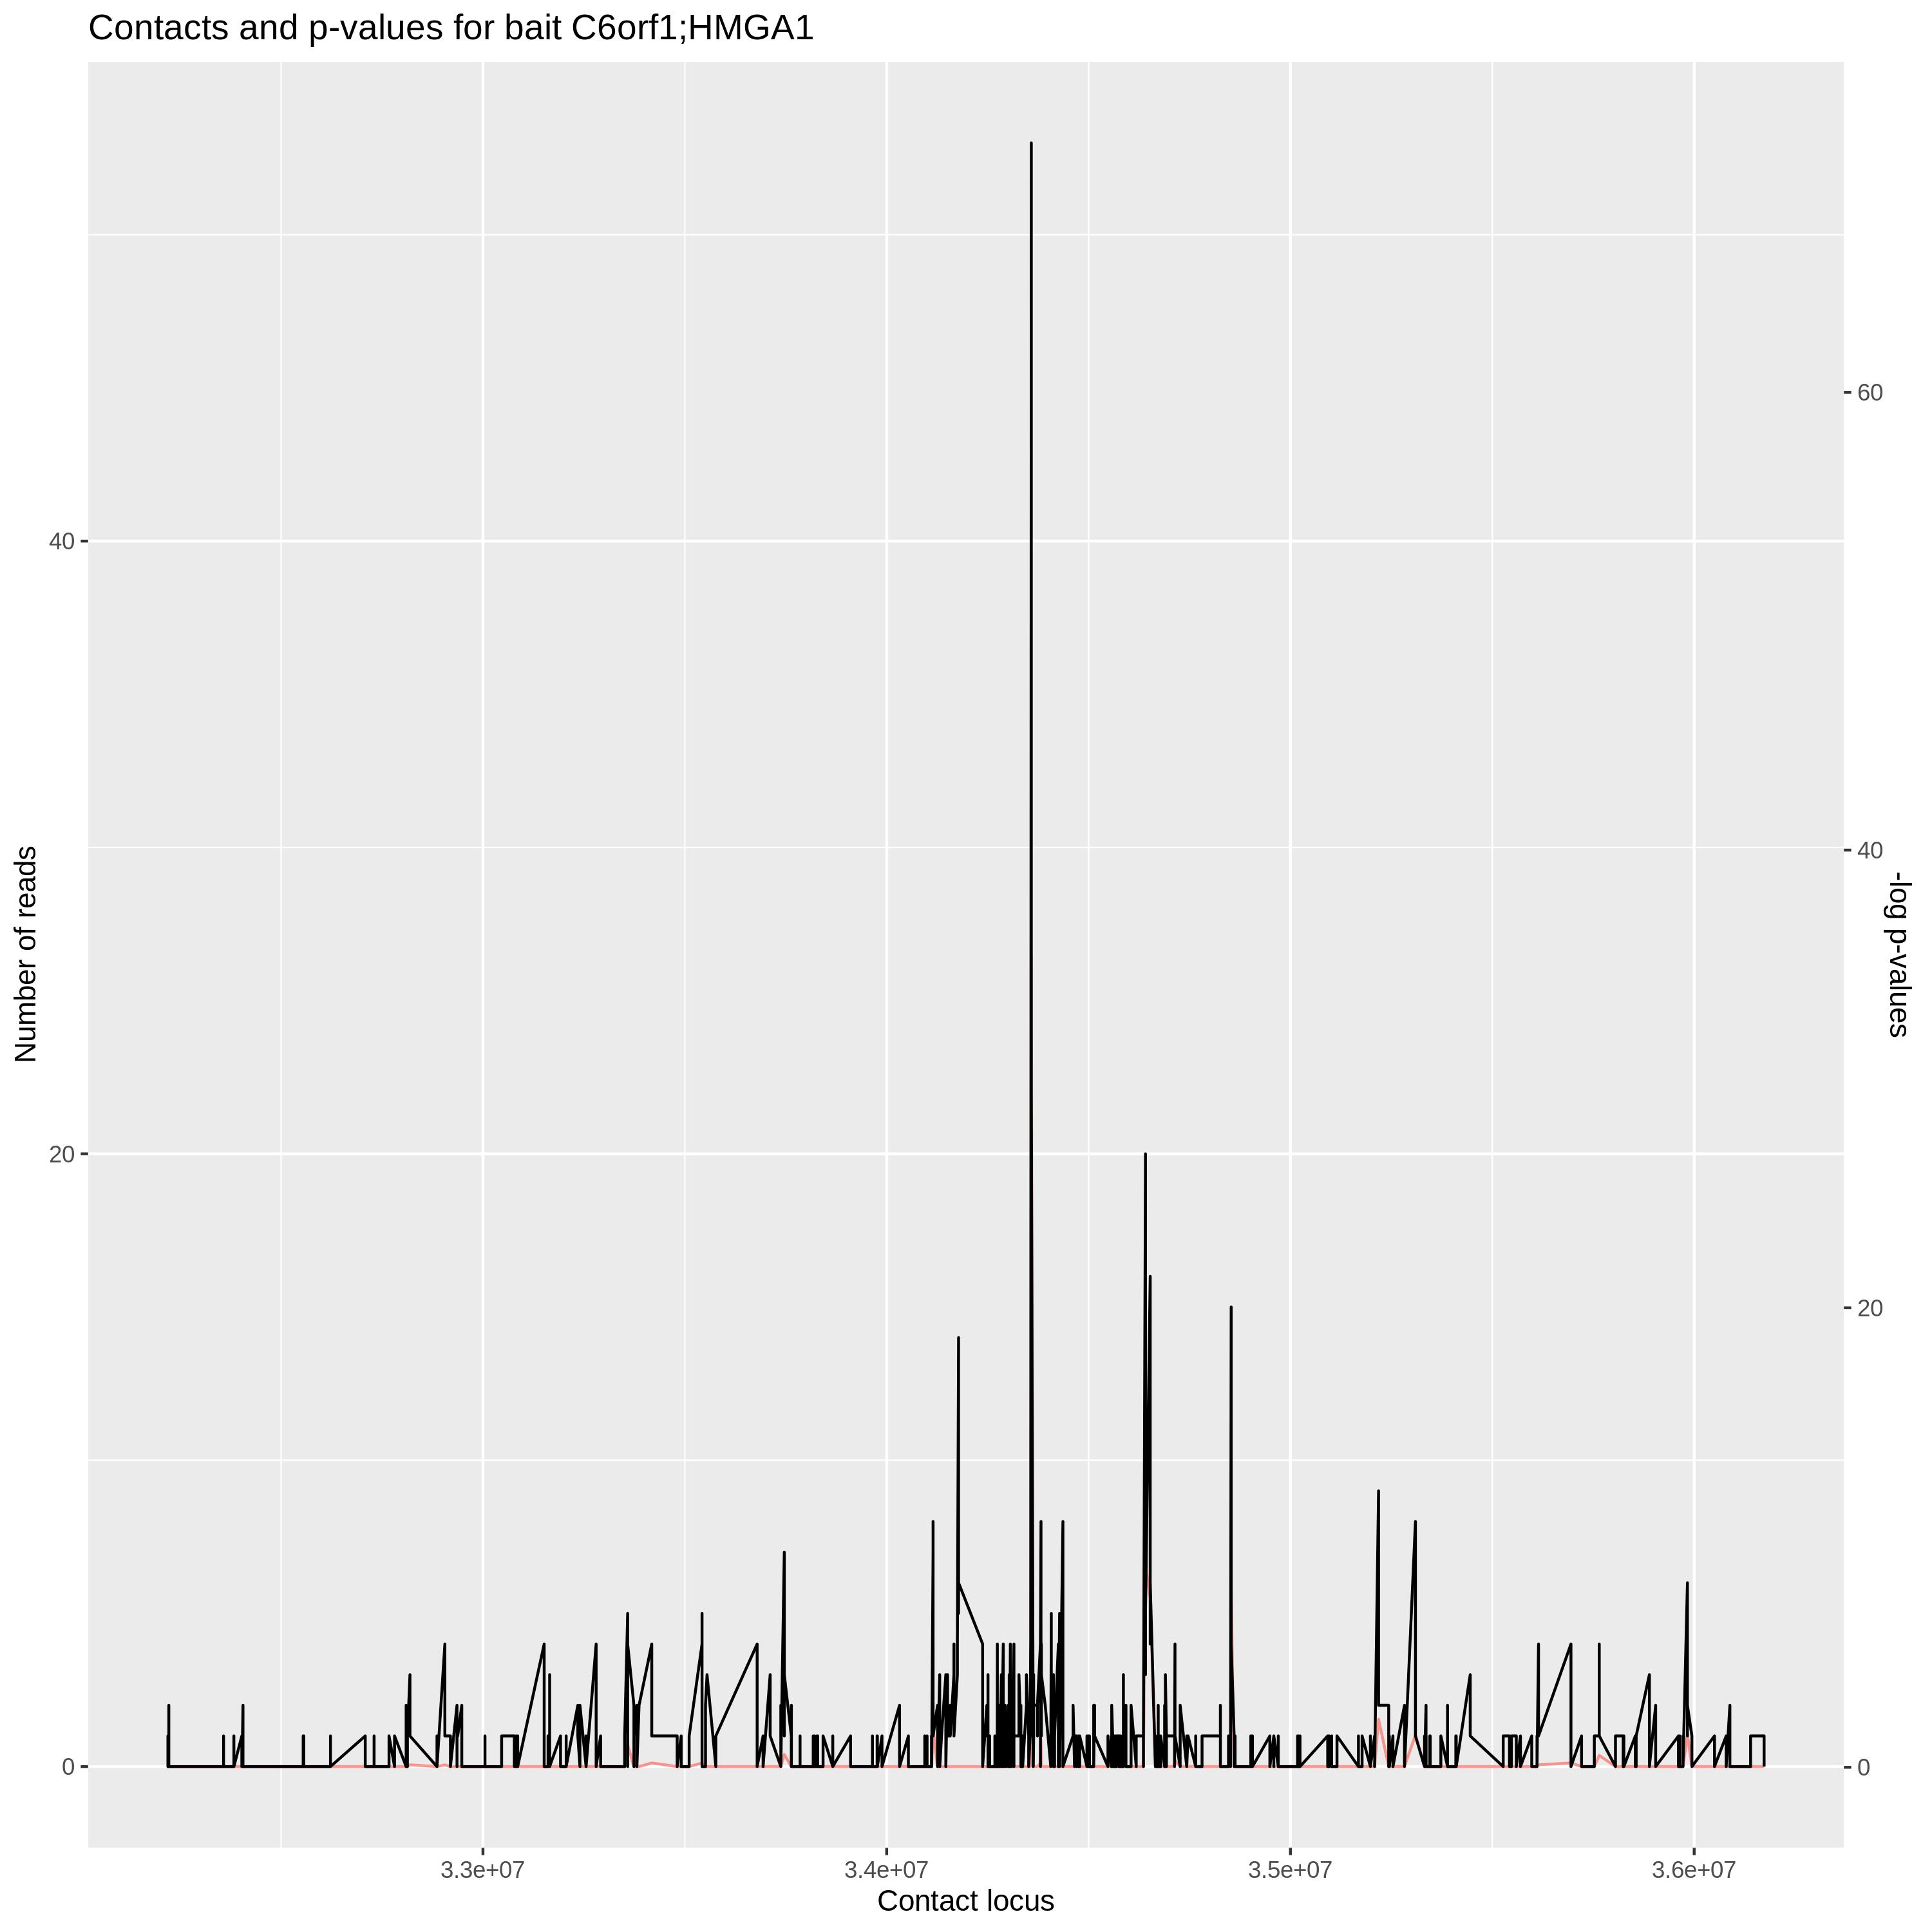 Contacts and p-values for bait C6orf1;HMGA1
Number of reads
40
20
0
60
40
20
0
-log p-values
3.3e+07 3.4e+07 3.5e+07 3.6e+07
Contact locus